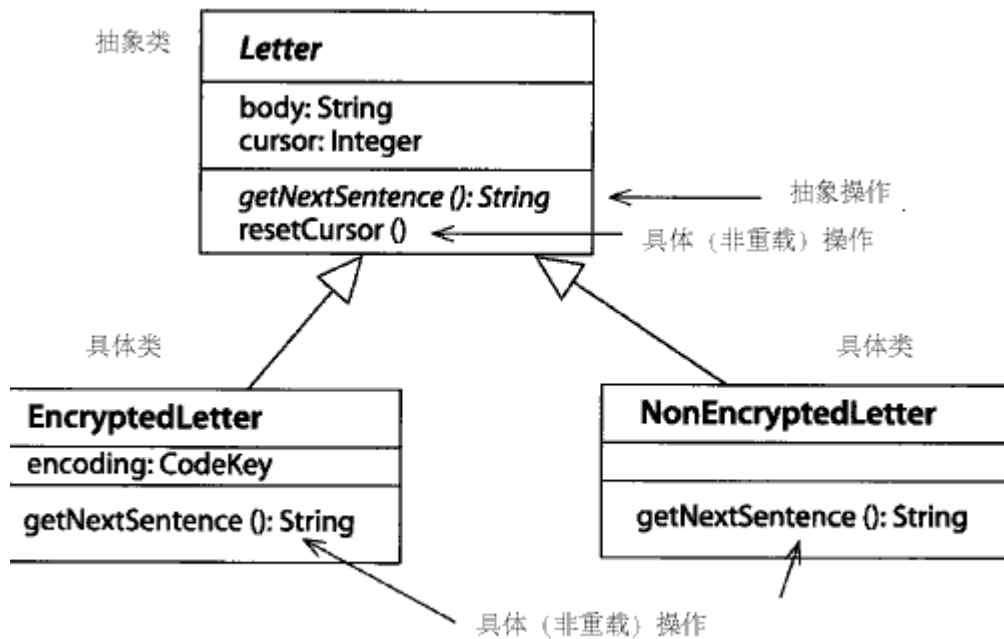 抽象类
Letter
body: String
cursor: Integer
getNextSentence (): String
抽象操作
resetCursor ()
具体（非重载）操作
具体类
具体类
EncryptedLetter
NonEncryptedLetter
encoding: CodeKey
getNextSentence (): String
getNextSentence (): String
具体（非重载）操作